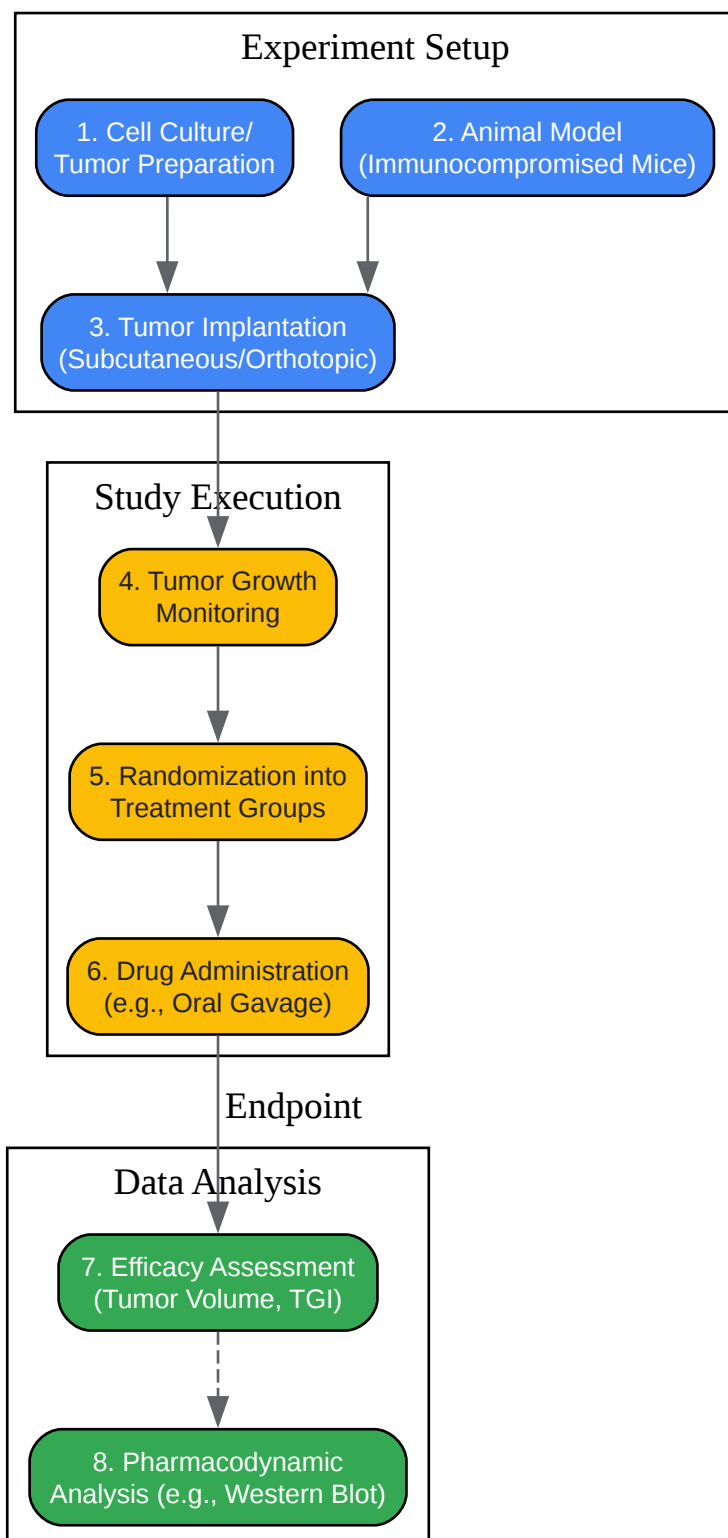 Experiment Setup
1. Cell Culture/
Tumor Preparation
2. Animal Model
(Immunocompromised Mice)
3. Tumor Implantation
(Subcutaneous/Orthotopic)
Study Execution
4. Tumor Growth
Monitoring
5. Randomization into
Treatment Groups
6. Drug Administration
(e.g., Oral Gavage)
Endpoint
Data Analysis
7. Efficacy Assessment
(Tumor Volume, TGI)
8. Pharmacodynamic
Analysis (e.g., Western Blot)